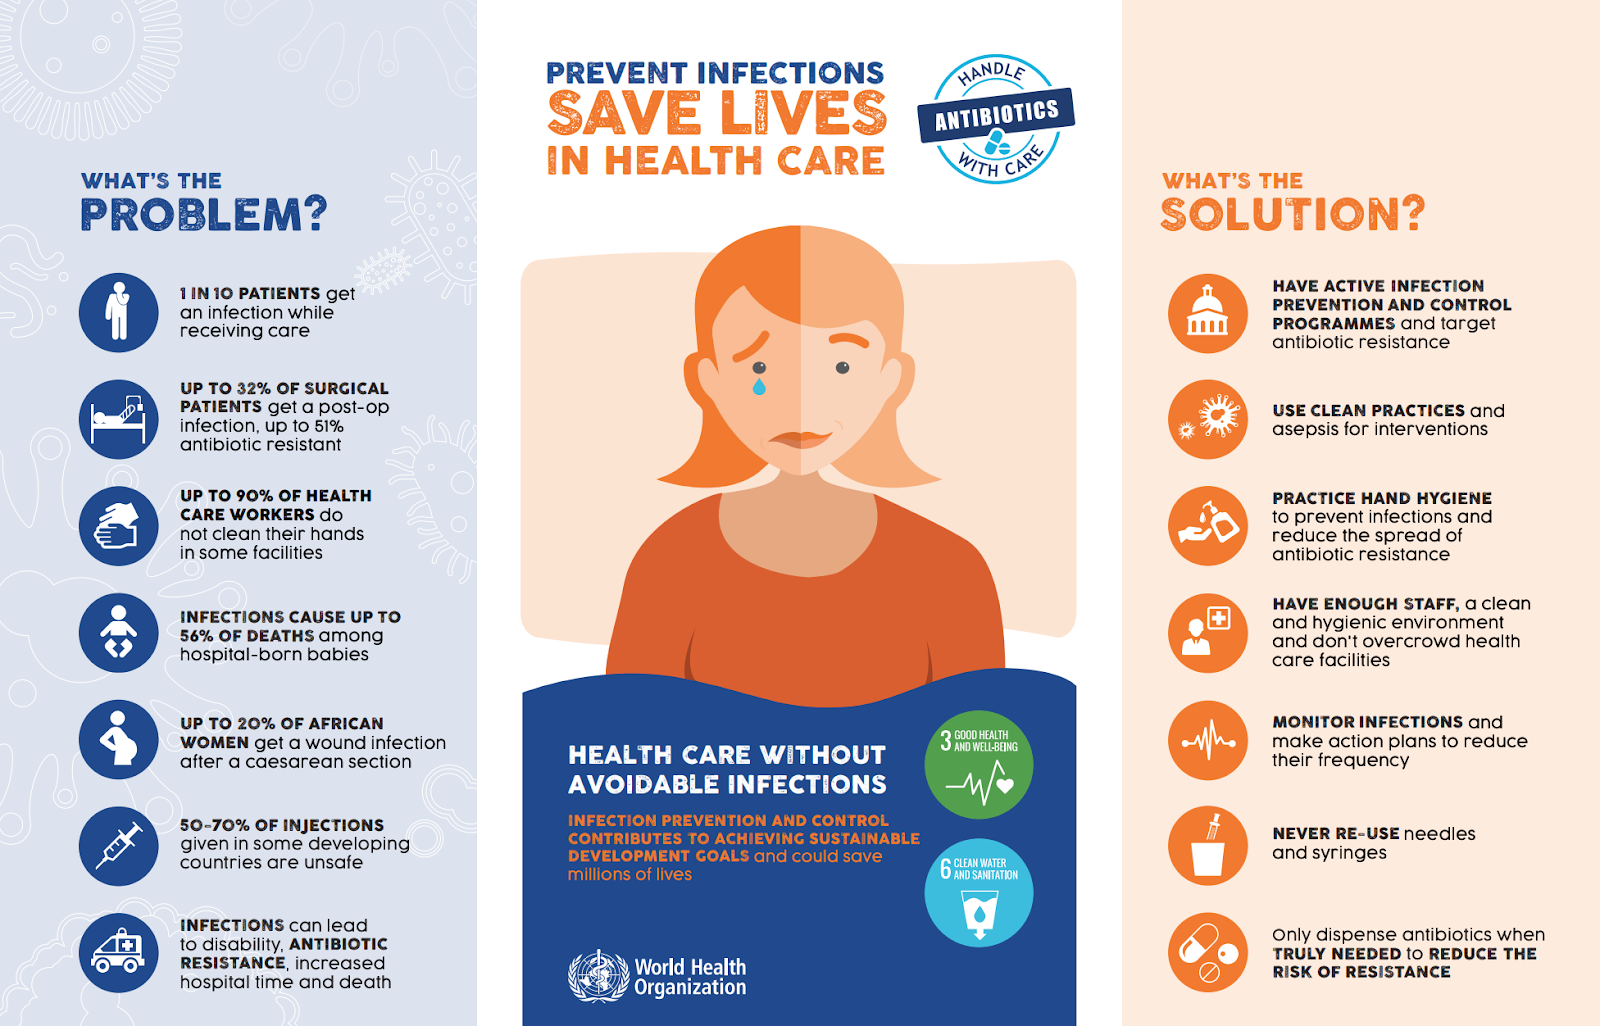 WHAT'S THE
PROBLEM?
1 IN 10 PATIENTS get
an infection while
receiving care
UP TO 32% OF SURGICAL
PATIENTS get a post-op
infection, up to 51%
antibiotic resistant
UP TO 90% OF HEALTH
CARE WORKERS do
not clean their hands
in some facilities
INFECTIONS CAUSE UP TO
56% OF DEATHS among
hospital-born babies
UP TO 20% OF AFRICAN
WOMEN get a wound infection
after a caesarean section
50-70% OF INJECTIONS
given in some developing
countries are unsafe
INFECTIONS can lead
to disability, ANTIBIOTIC
RESISTANCE, increased
hospital time and death
PREVENT INFECTIONS
SAVE LIVES
IN HEALTH CARE
HANDLE
ANTIBIOTICS
WITH CARE
HEALTH CARE WITHOUT
AVOIDABLE INFECTIONS
INFECTION PREVENTION AND CONTROL
CONTRIBUTES TO ACHIEVING SUSTAINABLE
DEVELOPMENT GOALS and could save
millions of lives
3 GOOD HEALTH
AND WELL-BEING
6 CLEAN WATER
AND SANITATION
World Health
Organization
WHAT'S THE
SOLUTION?
HAVE ACTIVE INFECTION
PREVENTION AND CONTROL
PROGRAMMES and target
antibiotic resistance
USE CLEAN PRACTICES and
asepsis for interventions
PRACTICE HAND HYGIENE
to prevent infections and
reduce the spread of
antibiotic resistance
HAVE ENOUGH STAFF, a clean
and hygienic environment
and don't overcrowd health
care facilities
MONITOR INFECTIONS and
make action plans to reduce
their frequency
NEVER RE-USE needles
and syringes
Only dispense antibiotics when
TRULY NEEDED to REDUCE THE
RISK OF RESISTANCE